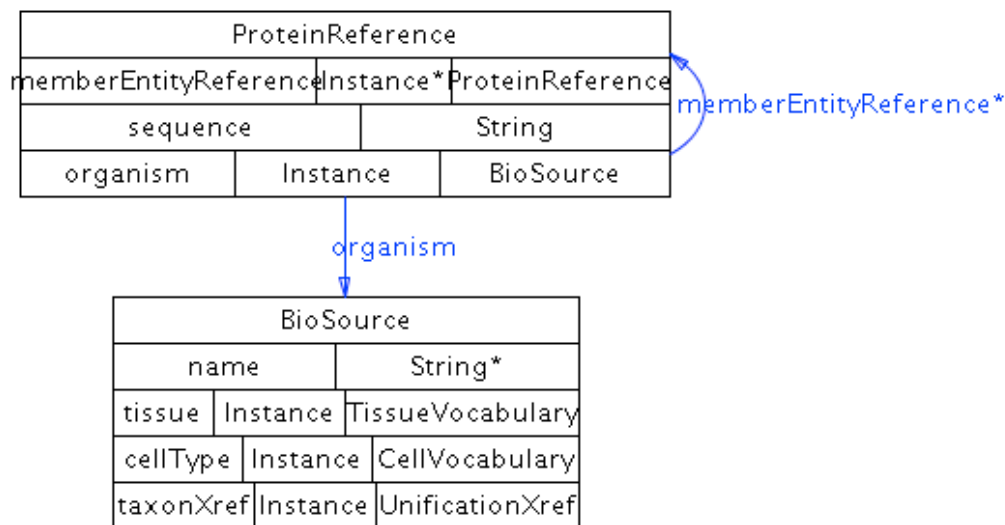 ProteinReference
memberEntityReference Instance* ProteinReference
memberEntityReference*
sequence String
organism Instance BioSource
organism
BioSource
name String*
tissue Instance TissueVocabulary
cellType Instance CellVocabulary
taxonXref Instance UnificationXref